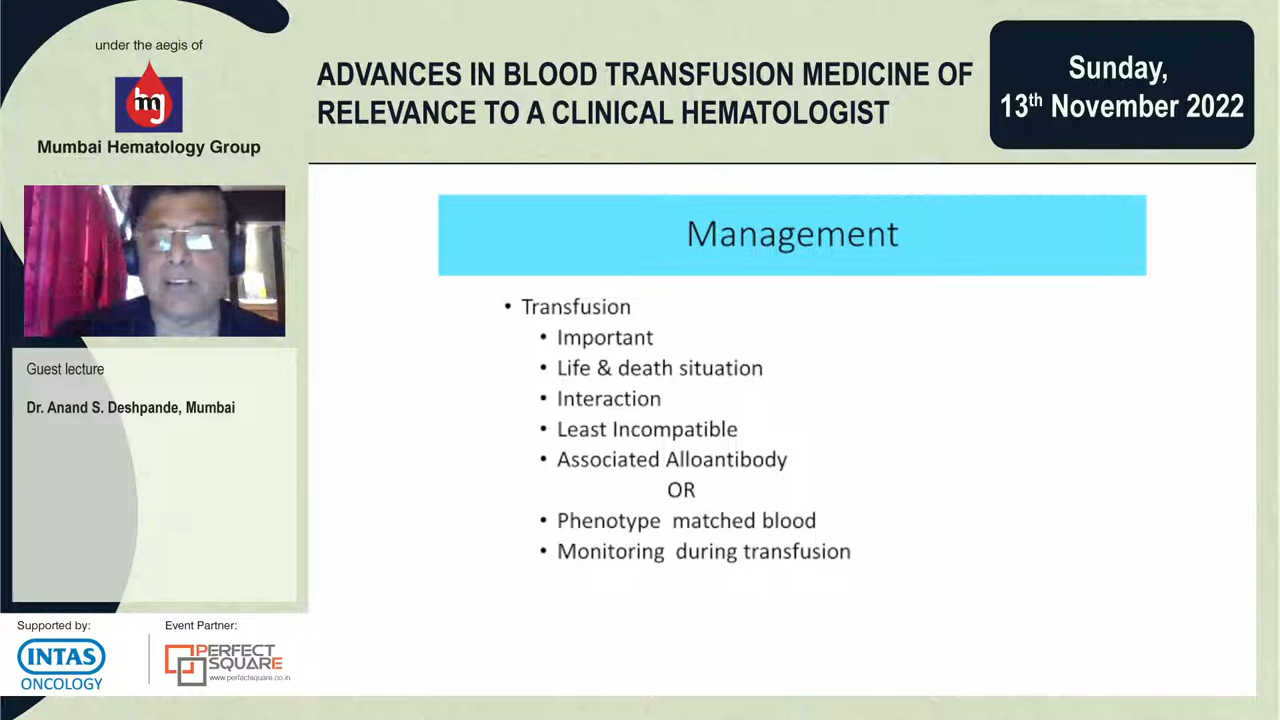 under the aegis of
mg
Mumbai Hematology Group
ADVANCES IN BLOOD TRANSFUSION MEDICINE OF
RELEVANCE TO A CLINICAL HEMATOLOGIST
Sunday,
13th November 2022
Guest lecture
Dr. Anand S. Deshpande, Mumbai
Management
• Transfusion
• Important
• Life & death situation
• Interaction
• Least Incompatible
• Associated Alloantibody
OR
• Phenotype matched blood
• Monitoring during transfusion
Supported by:
INTAS
ONCOLOGY
Event Partner:
PERFECT
SQUARE
www.perfectsquare.co.in